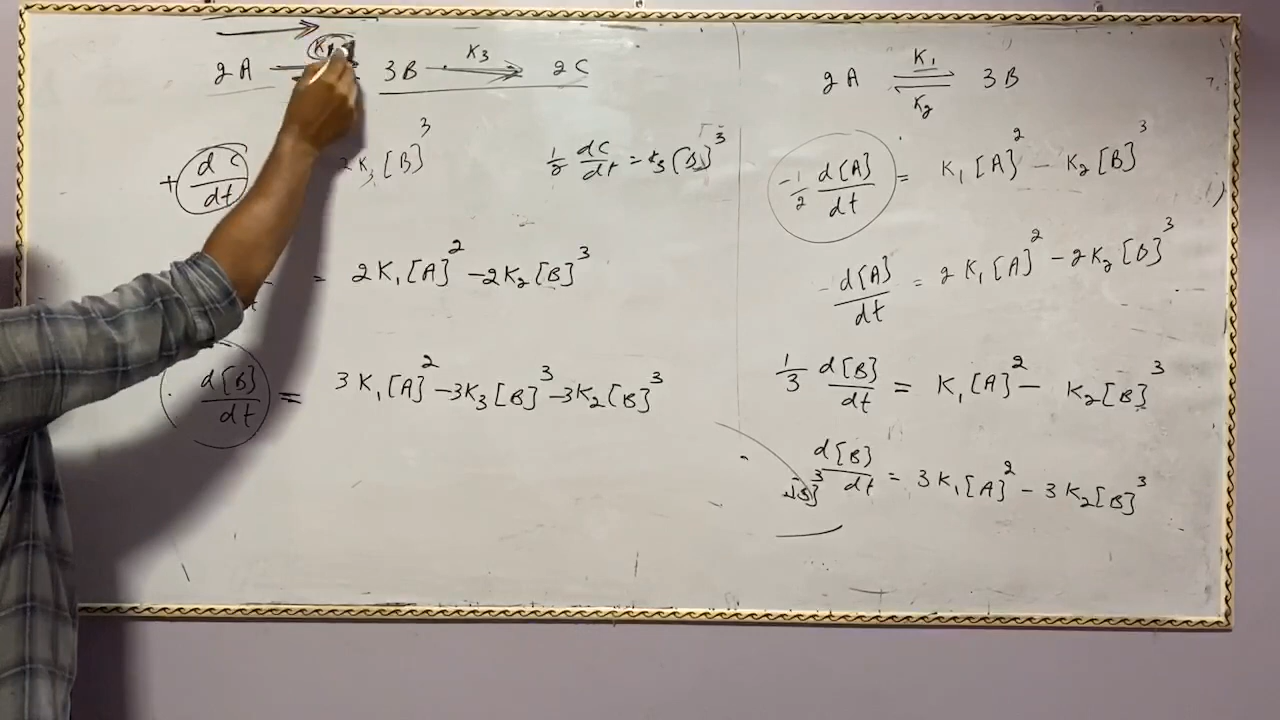 K₃
2A 3B 2C
+ dC/dt 2K₃[B]³ 1/2 dC/dt = K₃[B]³
= 2K₁[A]² - 2K₂[B]³
d[B]/dt = 3K₁[A]² - 3K₃[B]³ - 3K₂[B]³
K₁
2A ⇌ 3B
K₂
-1/2 d[A]/dt = K₁[A]² - K₂[B]³
-d[A]/dt = 2K₁[A]² - 2K₂[B]³
1/3 d[B]/dt = K₁[A]² - K₂[B]³
d[B]/dt = 3K₁[A]² - 3K₂[B]³